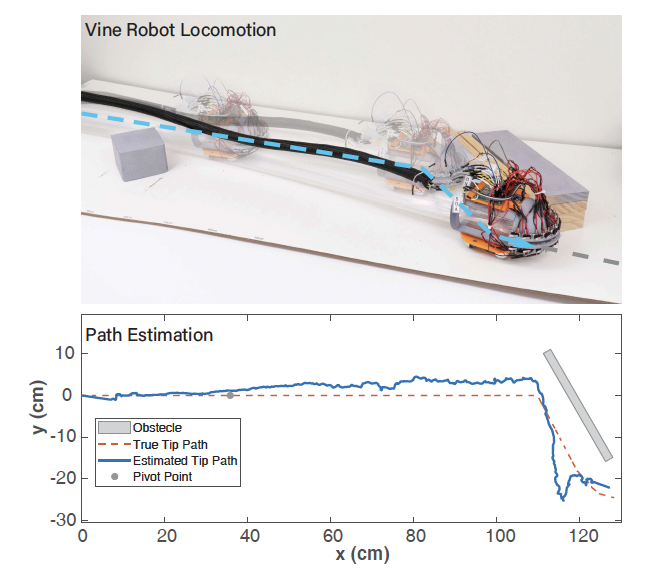 Vine Robot Locomotion
Path Estimation
10
0
-10
-20
-30
y (cm)
Obstecle
True Tip Path
Estimated Tip Path
Pivot Point
0 20 40 60 80 100 120
x (cm)